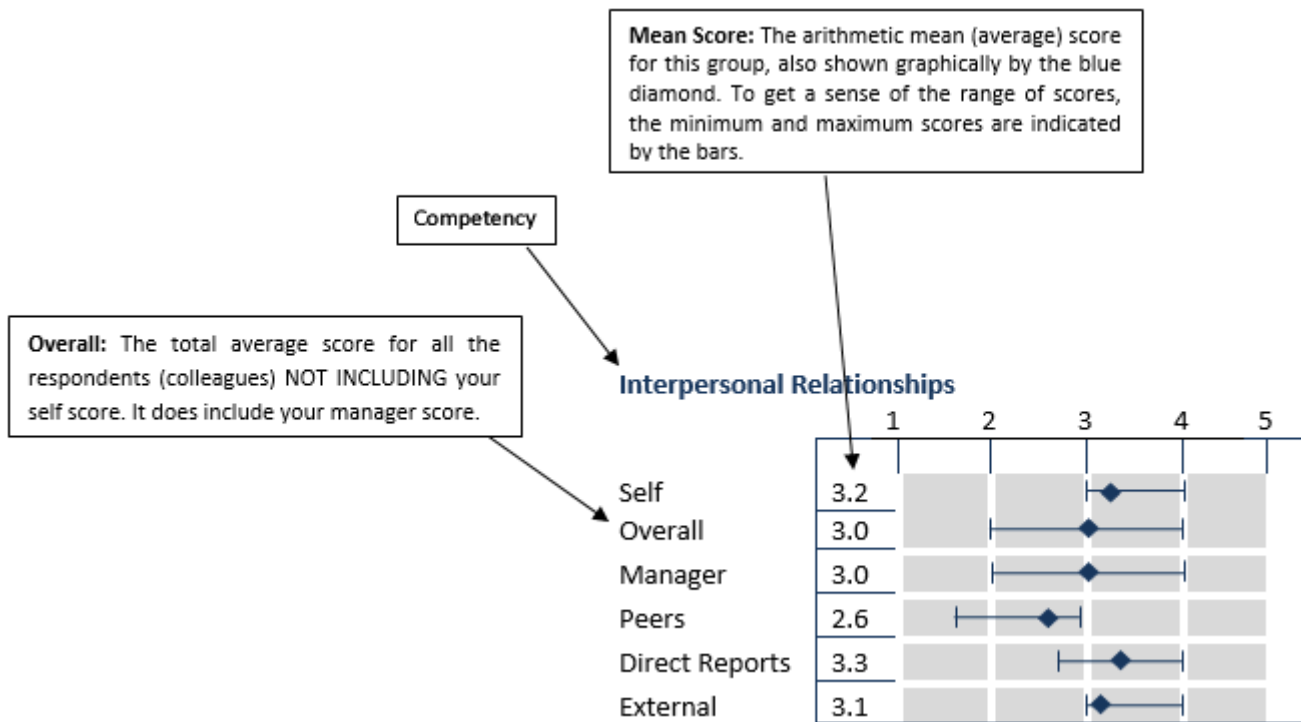 Mean Score: The arithmetic mean (average) score
for this group, also shown graphically by the blue
diamond. To get a sense of the range of scores,
the minimum and maximum scores are indicated
by the bars.
Competency
Overall: The total average score for all the
respondents (colleagues) NOT INCLUDING your
self score. It does include your manager score.
Interpersonal Relationships
1 2 3 4 5
Self 3.2
Overall 3.0
Manager 3.0
Peers 2.6
Direct Reports 3.3
External 3.1